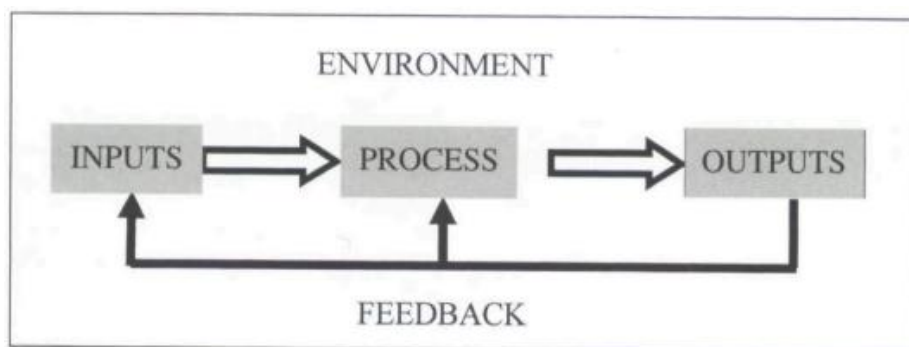 ENVIRONMENT
INPUTS PROCESS OUTPUTS
FEEDBACK